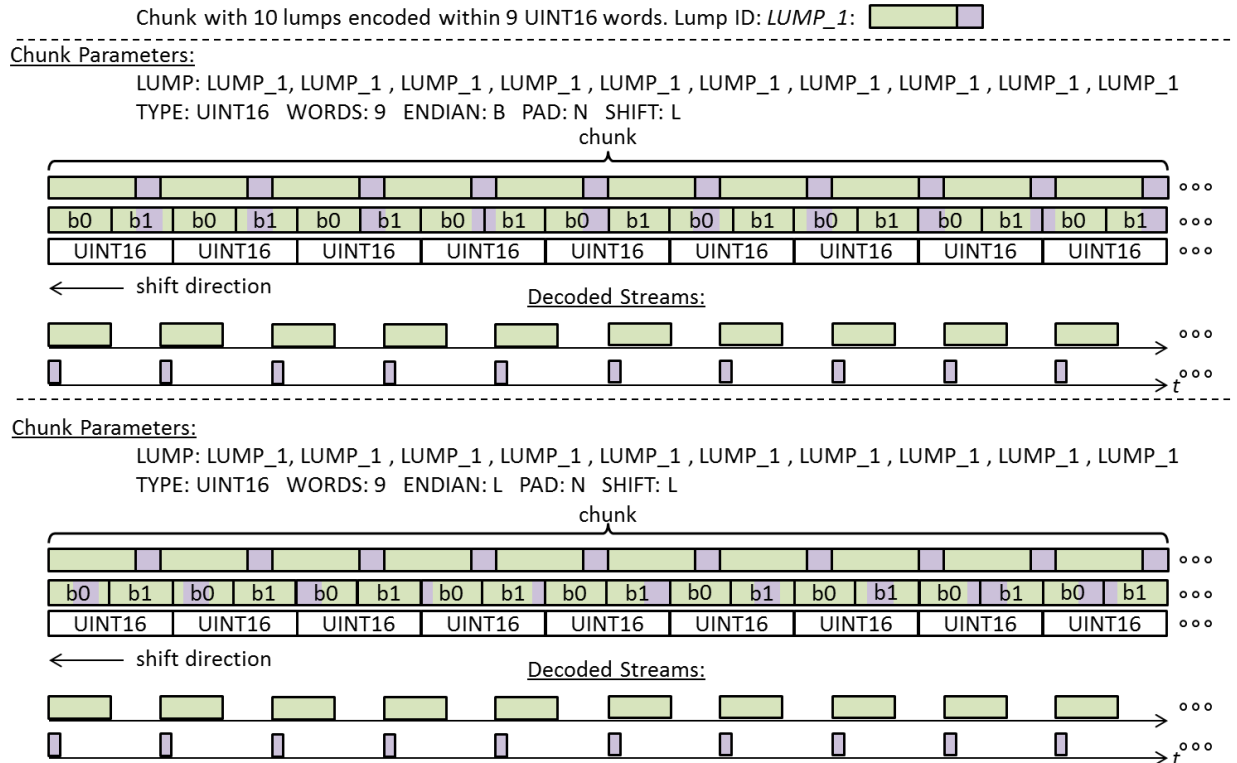 Chunk with 10 lumps encoded within 9 UINT16 words. Lump ID: LUMP_1:
Chunk Parameters:
LUMP: LUMP_1, LUMP_1 , LUMP_1 , LUMP_1 , LUMP_1 , LUMP_1 , LUMP_1 , LUMP_1 , LUMP_1 , LUMP_1
TYPE: UINT16 WORDS: 9 ENDIAN: B PAD: N SHIFT: L
chunk
b0 b1 b0 b1 b0 b1 b0 b1 b0 b1 b0 b1 b0 b1 b0 b1 b0 b1
UINT16 UINT16 UINT16 UINT16 UINT16 UINT16 UINT16 UINT16 UINT16
shift direction
Decoded Streams:
t
Chunk Parameters:
LUMP: LUMP_1, LUMP_1 , LUMP_1 , LUMP_1 , LUMP_1 , LUMP_1 , LUMP_1 , LUMP_1 , LUMP_1 , LUMP_1
TYPE: UINT16 WORDS: 9 ENDIAN: L PAD: N SHIFT: L
chunk
b0 b1 b0 b1 b0 b1 b0 b1 b0 b1 b0 b1 b0 b1 b0 b1 b0 b1
UINT16 UINT16 UINT16 UINT16 UINT16 UINT16 UINT16 UINT16 UINT16
shift direction
Decoded Streams:
t